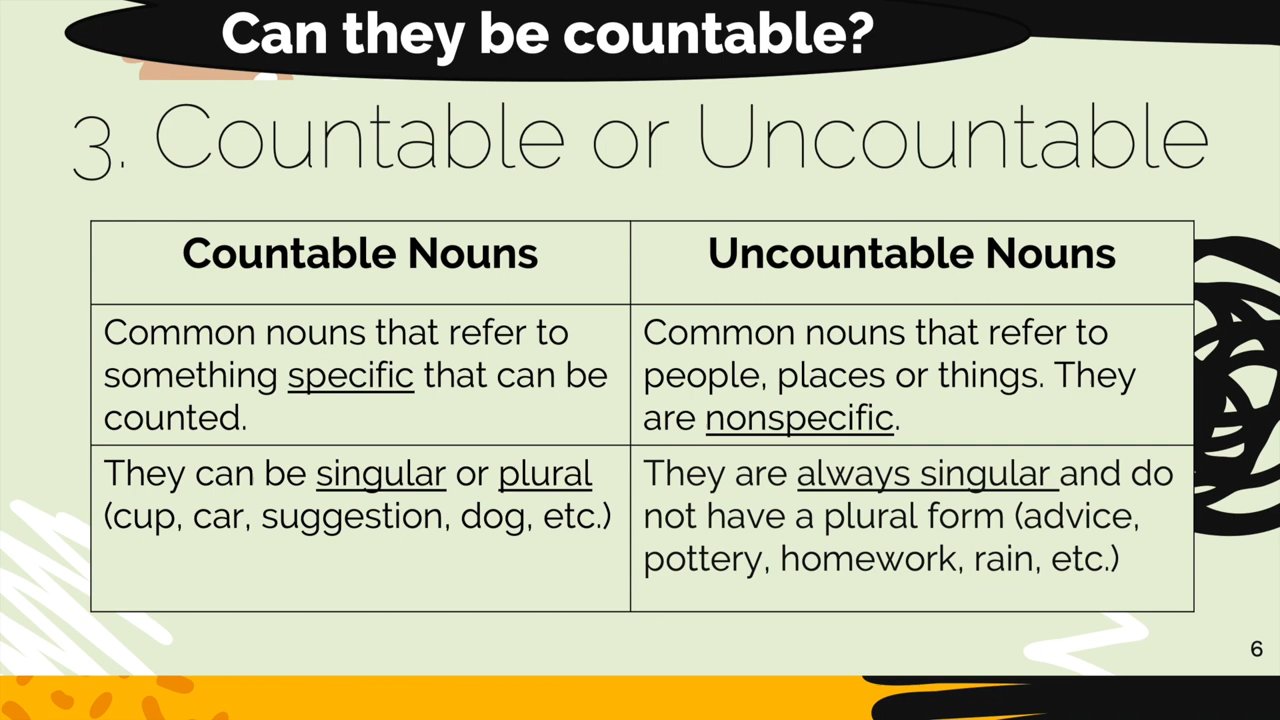 Can they be countable?
3. Countable or Uncountable
Countable Nouns
Uncountable Nouns
Common nouns that refer to
something specific that can be
counted.
Common nouns that refer to
people, places or things. They
are nonspecific.
They can be singular or plural
(cup, car, suggestion, dog, etc.)
They are always singular and do
not have a plural form (advice,
pottery, homework, rain, etc.)
6